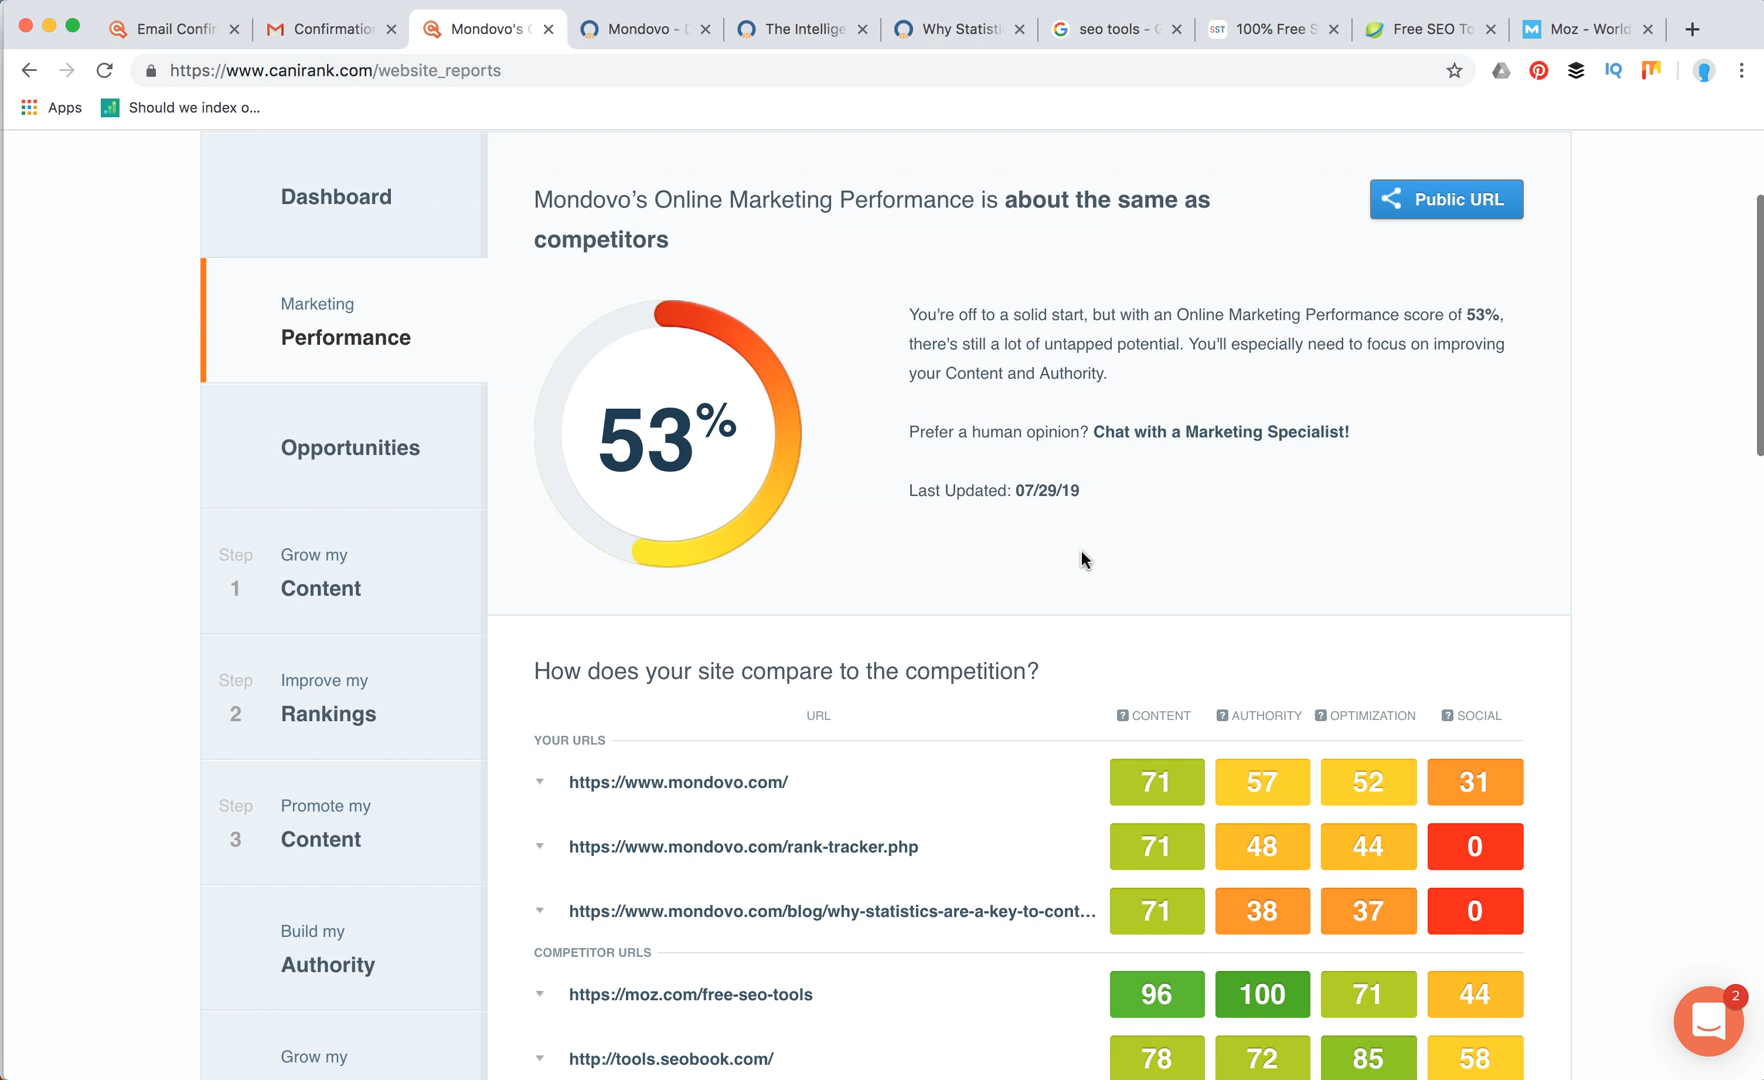 Email Confir
Confirmation
Mondovo's
Mondovo -
The Intellige
Why Statisti
seo tools -
100% Free S
Free SEO To
Moz - World
https://www.canirank.com/website_reports
IQ
Apps
Should we index o...
Dashboard
Mondovo’s Online Marketing Performance is about the same as
competitors
Public URL
Marketing
Performance
53%
You're off to a solid start, but with an Online Marketing Performance score of 53%,
there's still a lot of untapped potential. You'll especially need to focus on improving
your Content and Authority.
Prefer a human opinion? Chat with a Marketing Specialist!
Last Updated: 07/29/19
Opportunities
Step 1
Grow my
Content
Step 2
Improve my
Rankings
Step 3
Promote my
Content
Build my
Authority
Grow my
How does your site compare to the competition?
URL ? CONTENT ? AUTHORITY ? OPTIMIZATION ? SOCIAL
YOUR URLS
https://www.mondovo.com/ 71 57 52 31
https://www.mondovo.com/rank-tracker.php 71 48 44 0
https://www.mondovo.com/blog/why-statistics-are-a-key-to-cont... 71 38 37 0
COMPETITOR URLS
https://moz.com/free-seo-tools 96 100 71 44
http://tools.seobook.com/ 78 72 85 58
2